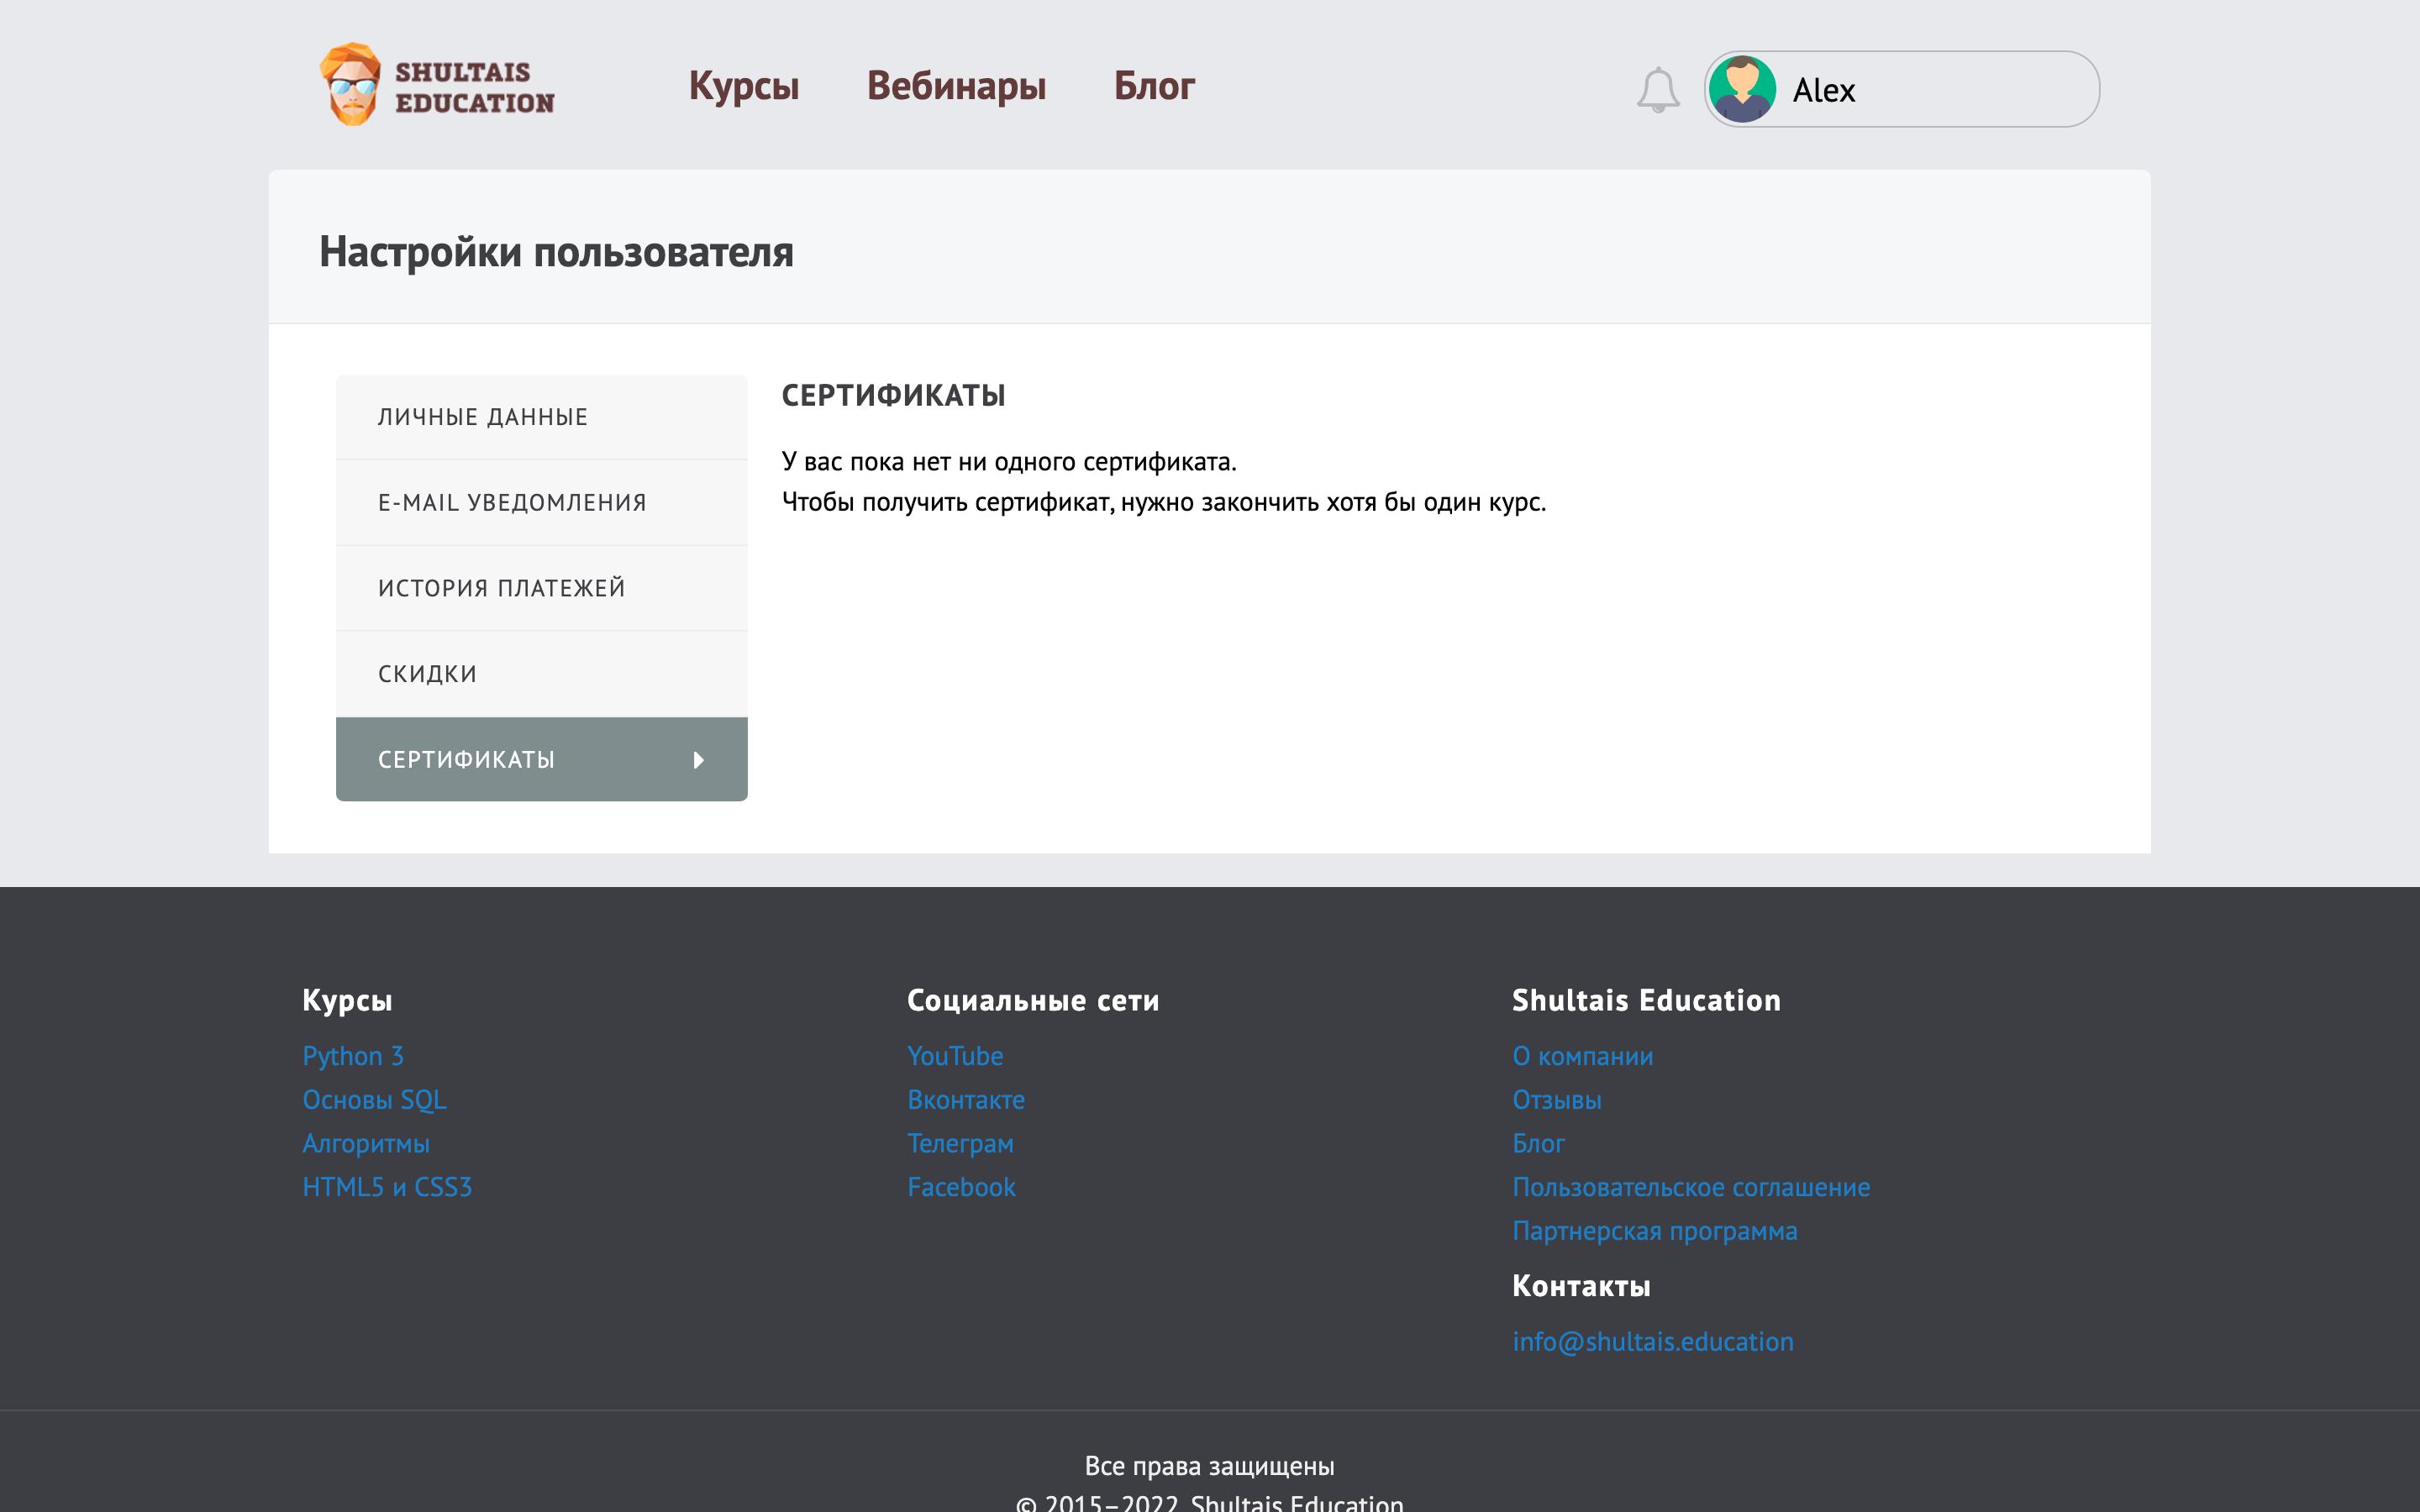 SHULTAIS
EDUCATION
Курсы
Вебинары
Блог
Alex
Настройки пользователя
ЛИЧНЫЕ ДАННЫЕ
E-MAIL УВЕДОМЛЕНИЯ
ИСТОРИЯ ПЛАТЕЖЕЙ
СКИДКИ
СЕРТИФИКАТЫ
СЕРТИФИКАТЫ
У вас пока нет ни одного сертификата.
Чтобы получить сертификат, нужно закончить хотя бы один курс.
Курсы
Python 3
Основы SQL
Алгоритмы
HTML5 и CSS3
Социальные сети
YouTube
Вконтакте
Телеграм
Facebook
Shultais Education
О компании
Отзывы
Блог
Пользовательское соглашение
Партнерская программа
Контакты
info@shultais.education
Все права защищены
© 2015–2022, Shultais Education